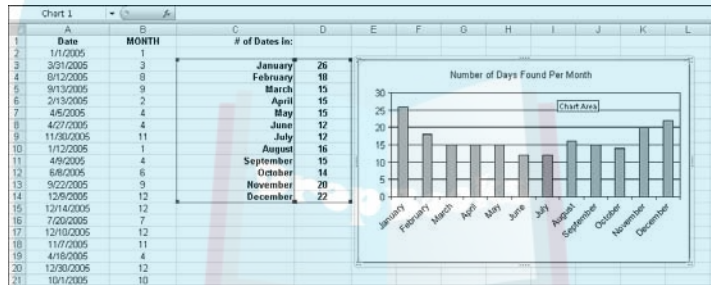 Chart 1 fx
A B C D E F G H I J K L
1 Date MONTH # of Dates in:
2 1/1/2005 1
3 3/31/2005 3 January 26
4 8/12/2005 8 February 18
5 9/13/2005 9 March 15
6 2/13/2005 2 April 15
7 4/5/2005 4 May 15
8 4/27/2005 4 June 12
9 11/30/2005 11 July 12
10 1/12/2005 1 August 16
11 4/9/2005 4 September 15
12 6/8/2005 6 October 14
13 9/22/2005 9 November 20
14 12/9/2005 12 December 22
15 12/14/2005 12
16 7/20/2005 7
17 12/10/2005 12
18 11/7/2005 11
19 4/18/2005 4
20 12/30/2005 12
21 10/1/2005 10
Number of Days Found Per Month
Chart Area
30
25
20
15
10
5
0
January February March April May June July August September October November December